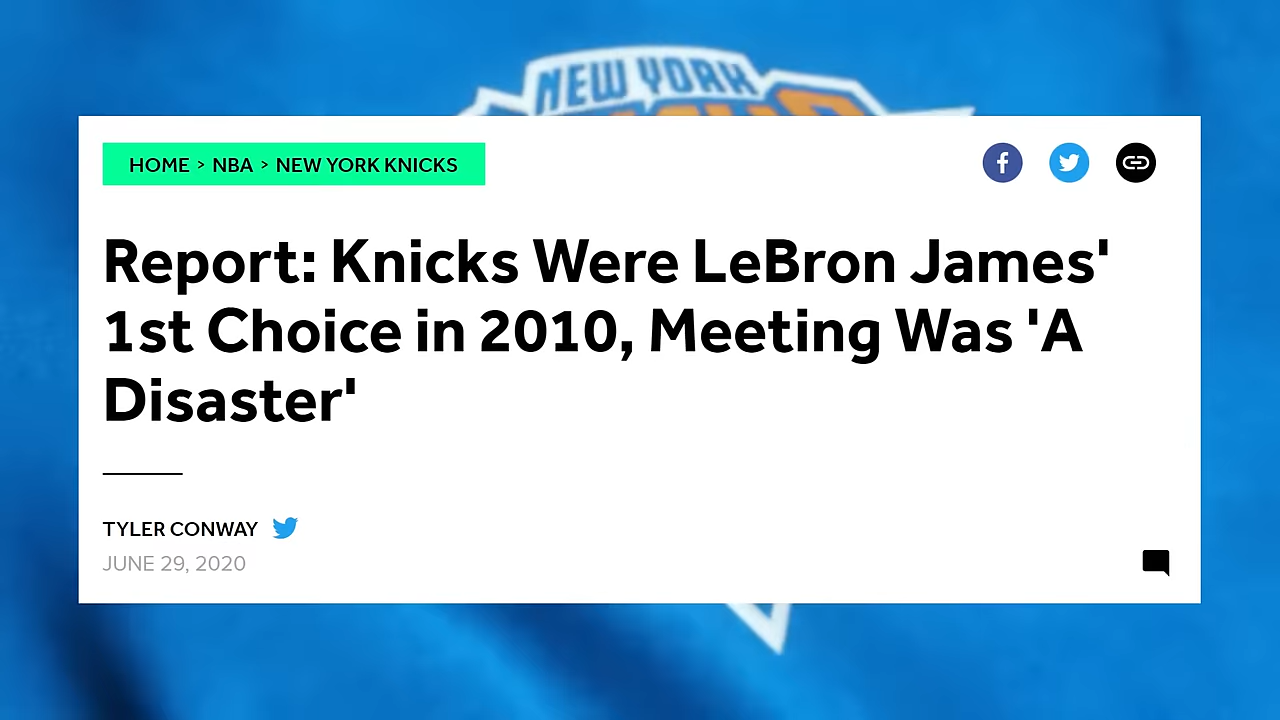 NEW YORK
HOME > NBA > NEW YORK KNICKS
Report: Knicks Were LeBron James'
1st Choice in 2010, Meeting Was 'A
Disaster'
TYLER CONWAY
JUNE 29, 2020